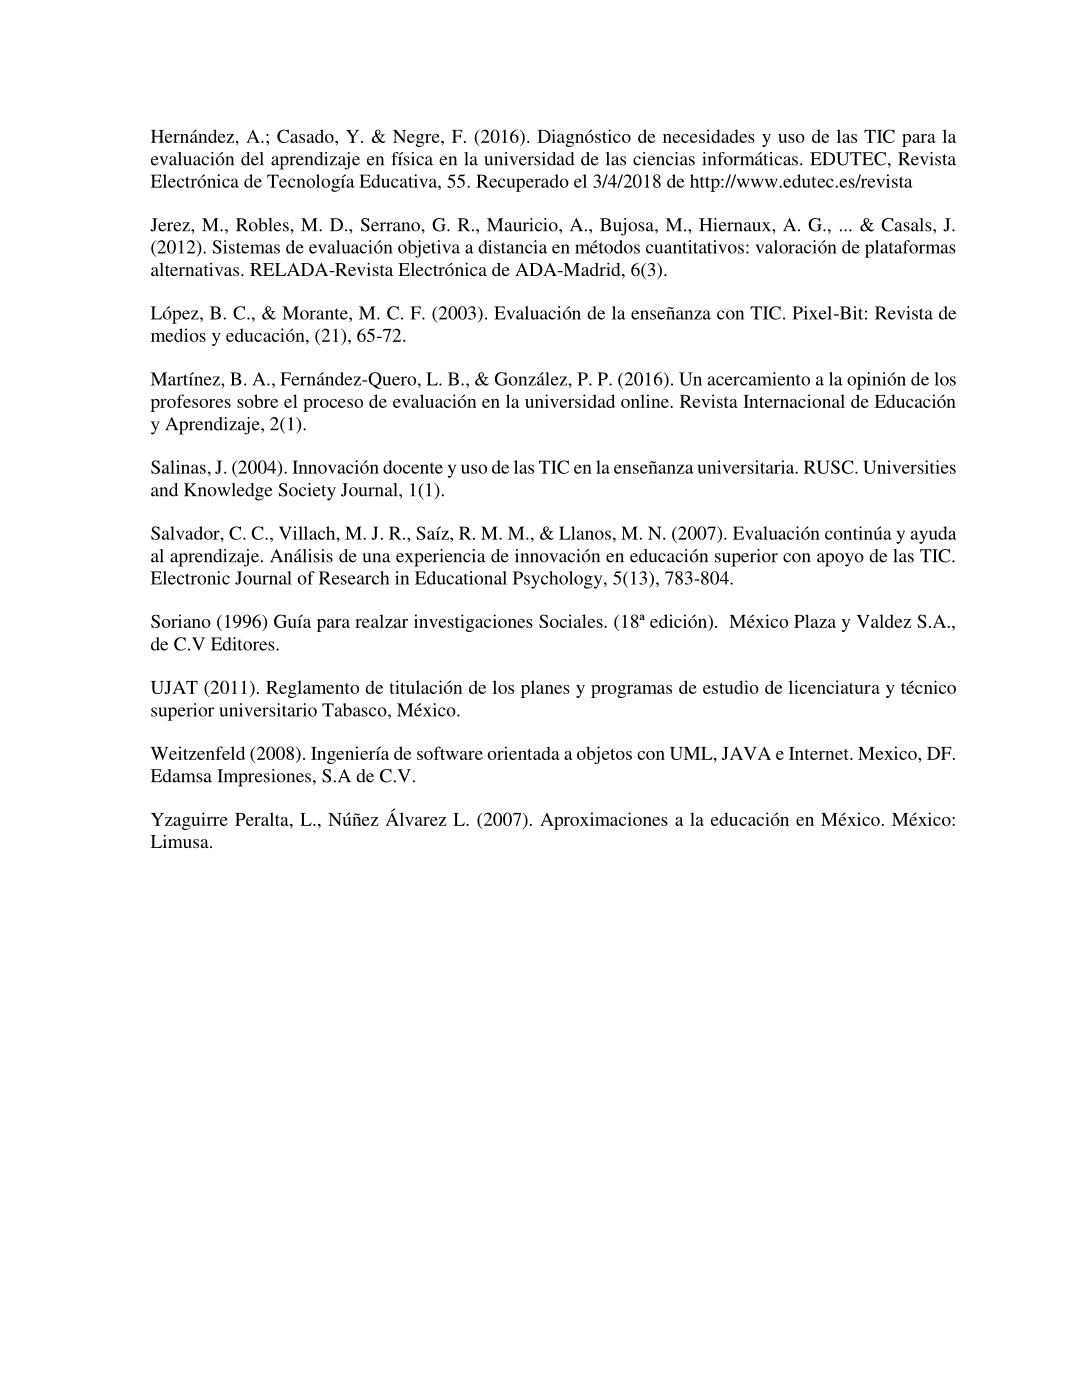 Hernández, A.; Casado, Y. & Negre, F. (2016). Diagnóstico de necesidades y uso de las TIC para la
evaluación del aprendizaje en física en la universidad de las ciencias informáticas. EDUTEC, Revista
Electrónica de Tecnología Educativa, 55. Recuperado el 3/4/2018 de http://www.edutec.es/revista
Jerez, M., Robles, M. D., Serrano, G. R., Mauricio, A., Bujosa, M., Hiernaux, A. G., ... & Casals, J.
(2012). Sistemas de evaluación objetiva a distancia en métodos cuantitativos: valoración de plataformas
alternativas. RELADA-Revista Electrónica de ADA-Madrid, 6(3).
López, B. C., & Morante, M. C. F. (2003). Evaluación de la enseñanza con TIC. Pixel-Bit: Revista de
medios y educación, (21), 65-72.
Martínez, B. A., Fernández-Quero, L. B., & González, P. P. (2016). Un acercamiento a la opinión de los
profesores sobre el proceso de evaluación en la universidad online. Revista Internacional de Educación
y Aprendizaje, 2(1).
Salinas, J. (2004). Innovación docente y uso de las TIC en la enseñanza universitaria. RUSC. Universities
and Knowledge Society Journal, 1(1).
Salvador, C. C., Villach, M. J. R., Saíz, R. M. M., & Llanos, M. N. (2007). Evaluación continúa y ayuda
al aprendizaje. Análisis de una experiencia de innovación en educación superior con apoyo de las TIC.
Electronic Journal of Research in Educational Psychology, 5(13), 783-804.
Soriano (1996) Guía para realzar investigaciones Sociales. (18ª edición).  México Plaza y Valdez S.A.,
de C.V Editores.
UJAT (2011). Reglamento de titulación de los planes y programas de estudio de licenciatura y técnico
superior universitario Tabasco, México.
Weitzenfeld (2008). Ingeniería de software orientada a objetos con UML, JAVA e Internet. Mexico, DF.
Edamsa Impresiones, S.A de C.V.
Yzaguirre Peralta, L., Núñez Álvarez L. (2007). Aproximaciones a la educación en México. México:
Limusa.